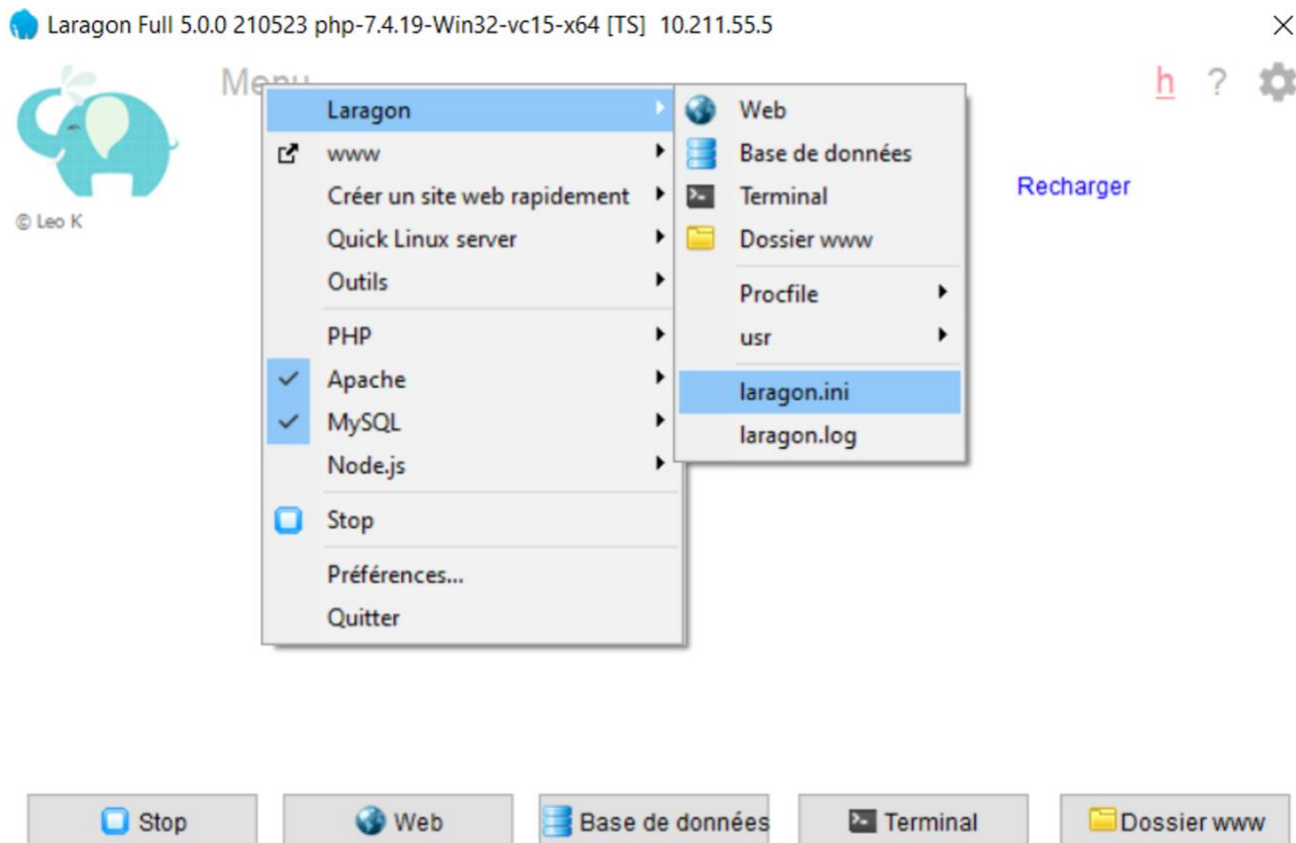 Laragon Full 5.0.0 210523 php-7.4.19-Win32-vc15-x64 [TS] 10.211.55.5
Menu
h ?
© Leo K
Laragon
www
Créer un site web rapidement
Quick Linux server
Outils
PHP
Apache
MySQL
Node.js
Stop
Préférences...
Quitter
Web
Base de données
Terminal
Dossier www
Procfile
usr
laragon.ini
laragon.log
Recharger
Stop
Web
Base de données
Terminal
Dossier www